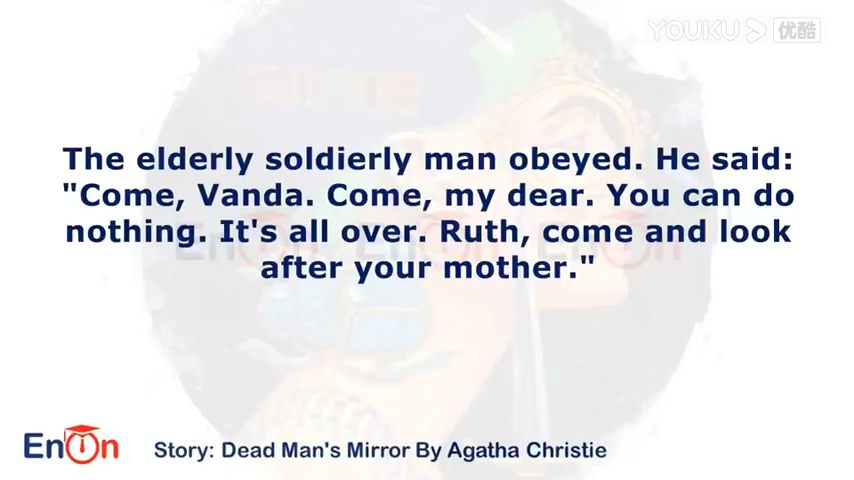 YOUKU 优酷
The elderly soldierly man obeyed. He said:
"Come, Vanda. Come, my dear. You can do
nothing. It's all over. Ruth, come and look
after your mother."
EnOn
Story: Dead Man's Mirror By Agatha Christie